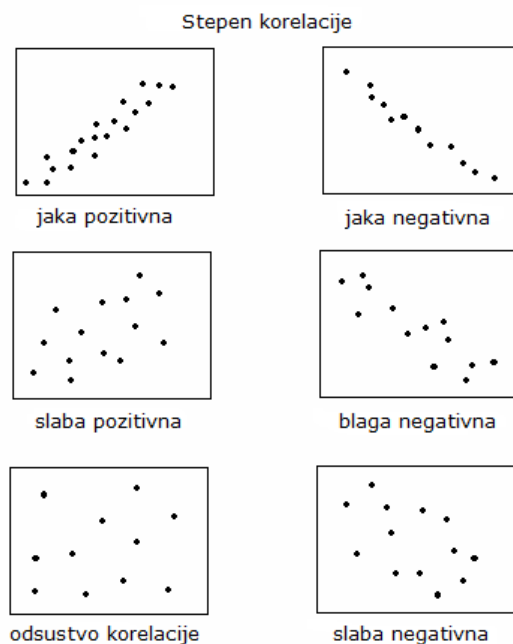 Stepen korelacije
jaka pozitivna
jaka negativna
slaba pozitivna
blaga negativna
odsustvo korelacije
slaba negativna